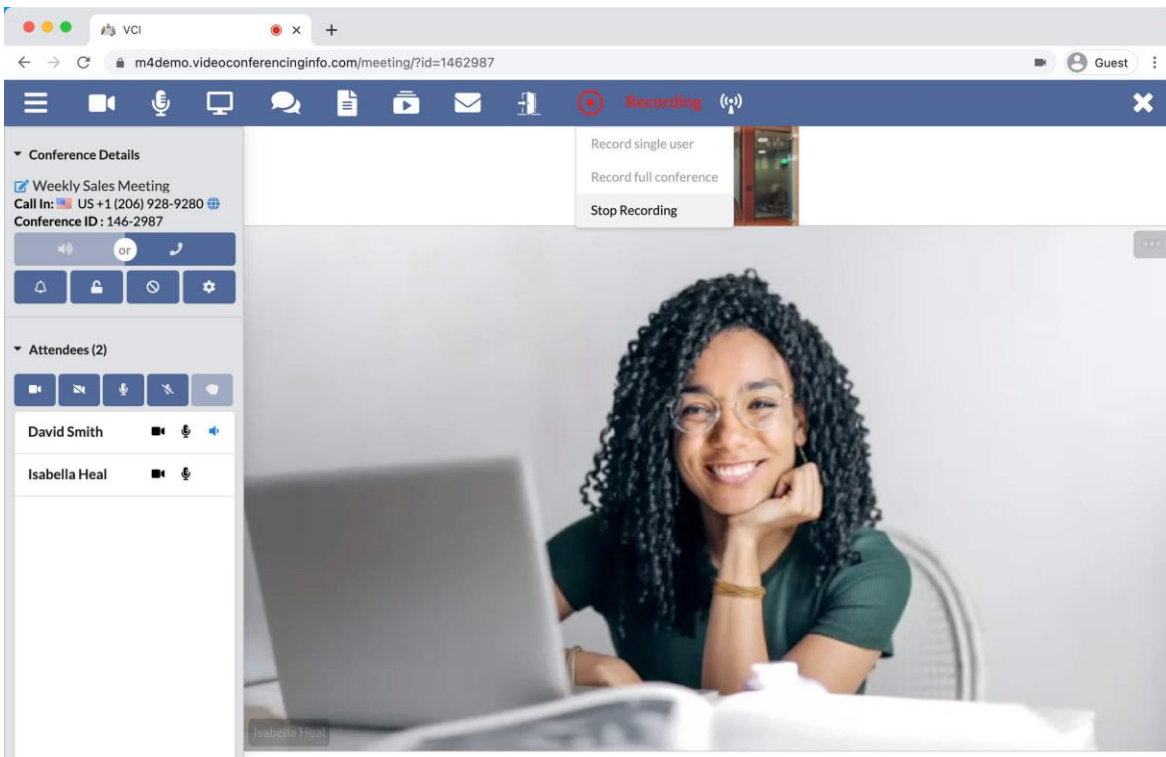 VCI
m4demo.videoconferencinginfo.com/meeting/?id=1462987
Guest
Recording
Record single user
Record full conference
Stop Recording
Conference Details
Weekly Sales Meeting
Call In: US +1 (206) 928-9280
Conference ID : 146-2987
or
Attendees (2)
David Smith
Isabella Heal
Isabella Heal